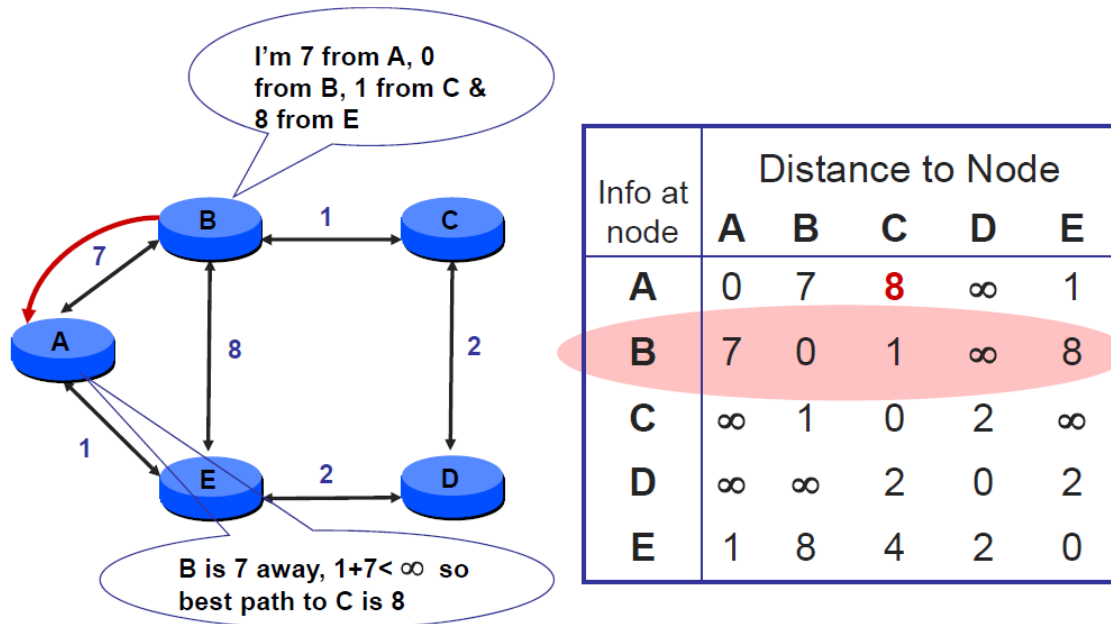 I'm 7 from A, 0
from B, 1 from C &
8 from E
B
1
C
7
A
8
2
1
E
2
D
B is 7 away, 1+7< ∞ so
best path to C is 8
Info at
node
Distance to Node
A B C D E
A 0 7 8 ∞ 1
B 7 0 1 ∞ 8
C ∞ 1 0 2 ∞
D ∞ ∞ 2 0 2
E 1 8 4 2 0